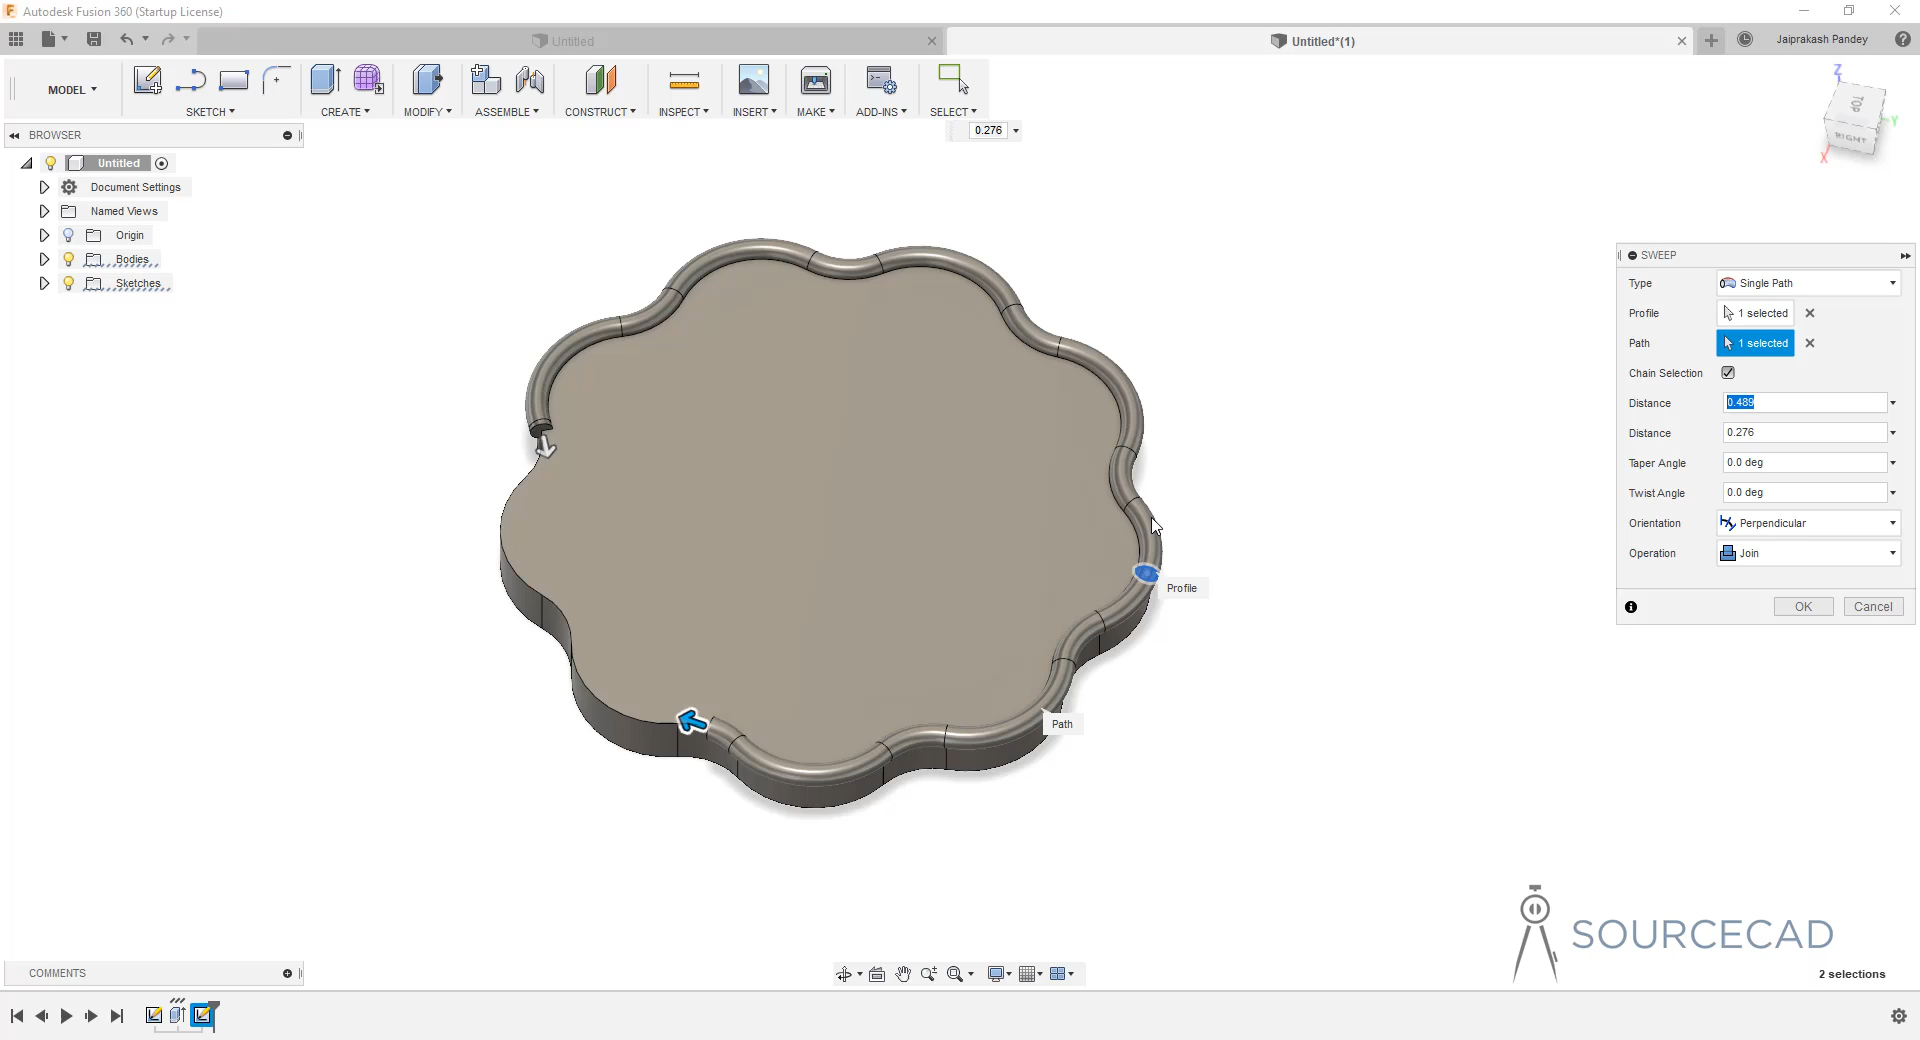 Autodesk Fusion 360 (Startup License)
Untitled
Untitled*(1)
Jaiprakash Pandey
MODEL
SKETCH
CREATE
MODIFY
ASSEMBLE
CONSTRUCT
INSPECT
INSERT
MAKE
ADD-INS
SELECT
0.276
BROWSER
Untitled
Document Settings
Named Views
Origin
Bodies
Sketches
Z
TOP
RIGHT
Y
X
SWEEP
Type
Single Path
Profile
1 selected
Path
1 selected
Chain Selection
Distance
0.489
Distance
0.276
Taper Angle
0.0 deg
Twist Angle
0.0 deg
Orientation
Perpendicular
Operation
Join
OK
Cancel
Profile
Path
SOURCECAD
COMMENTS
2 selections